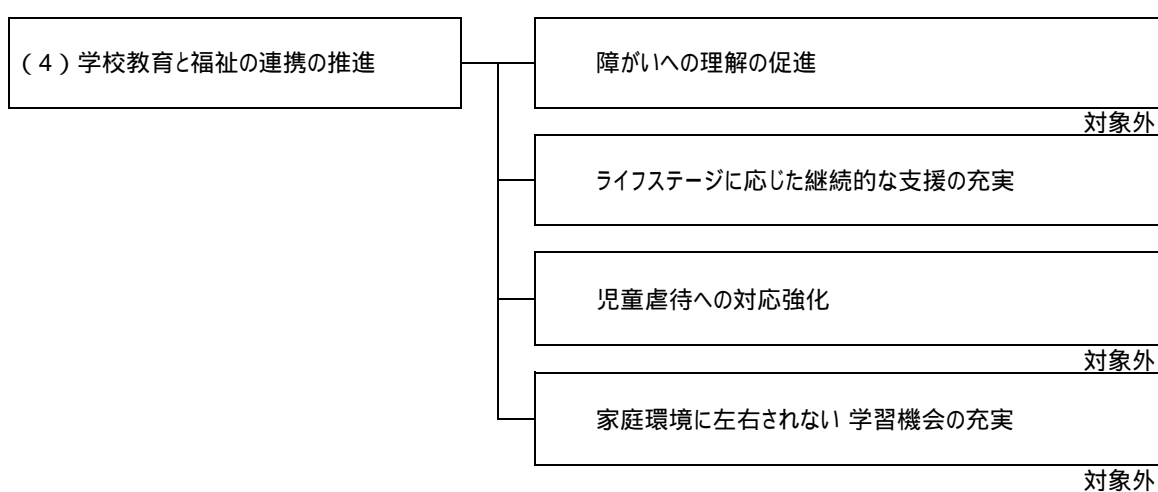 (4)学校教育と福祉の連携の推進
障がいへの理解の促進
対象外
ライフステージに応じた継続的な支援の充実
児童虐待への対応強化
対象外
家庭環境に左右されない 学習機会の充実
対象外